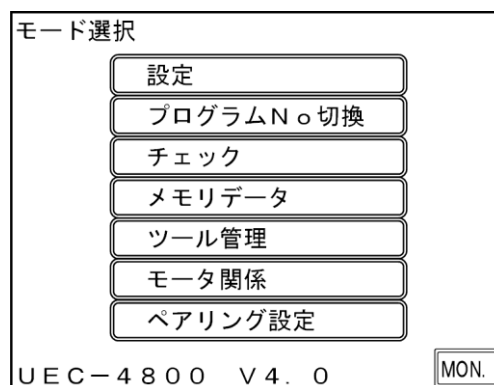 モード選択
設定
プログラムNo切換
チェック
メモリデータ
ツール管理
モータ関係
ペアリング設定
UEC-4800 V4.0
MON.